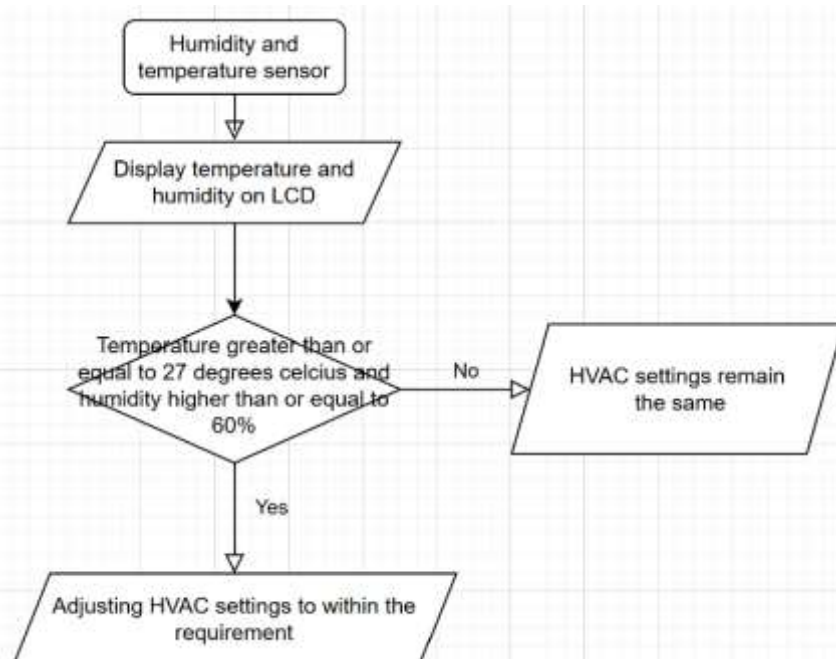 Humidity and
temperature sensor
Display temperature and
humidity on LCD
Temperature greater than or
equal to 27 degrees celcius and
humidity higher than or equal to
60%
No
HVAC settings remain
the same
Yes
Adjusting HVAC settings to within the
requirement